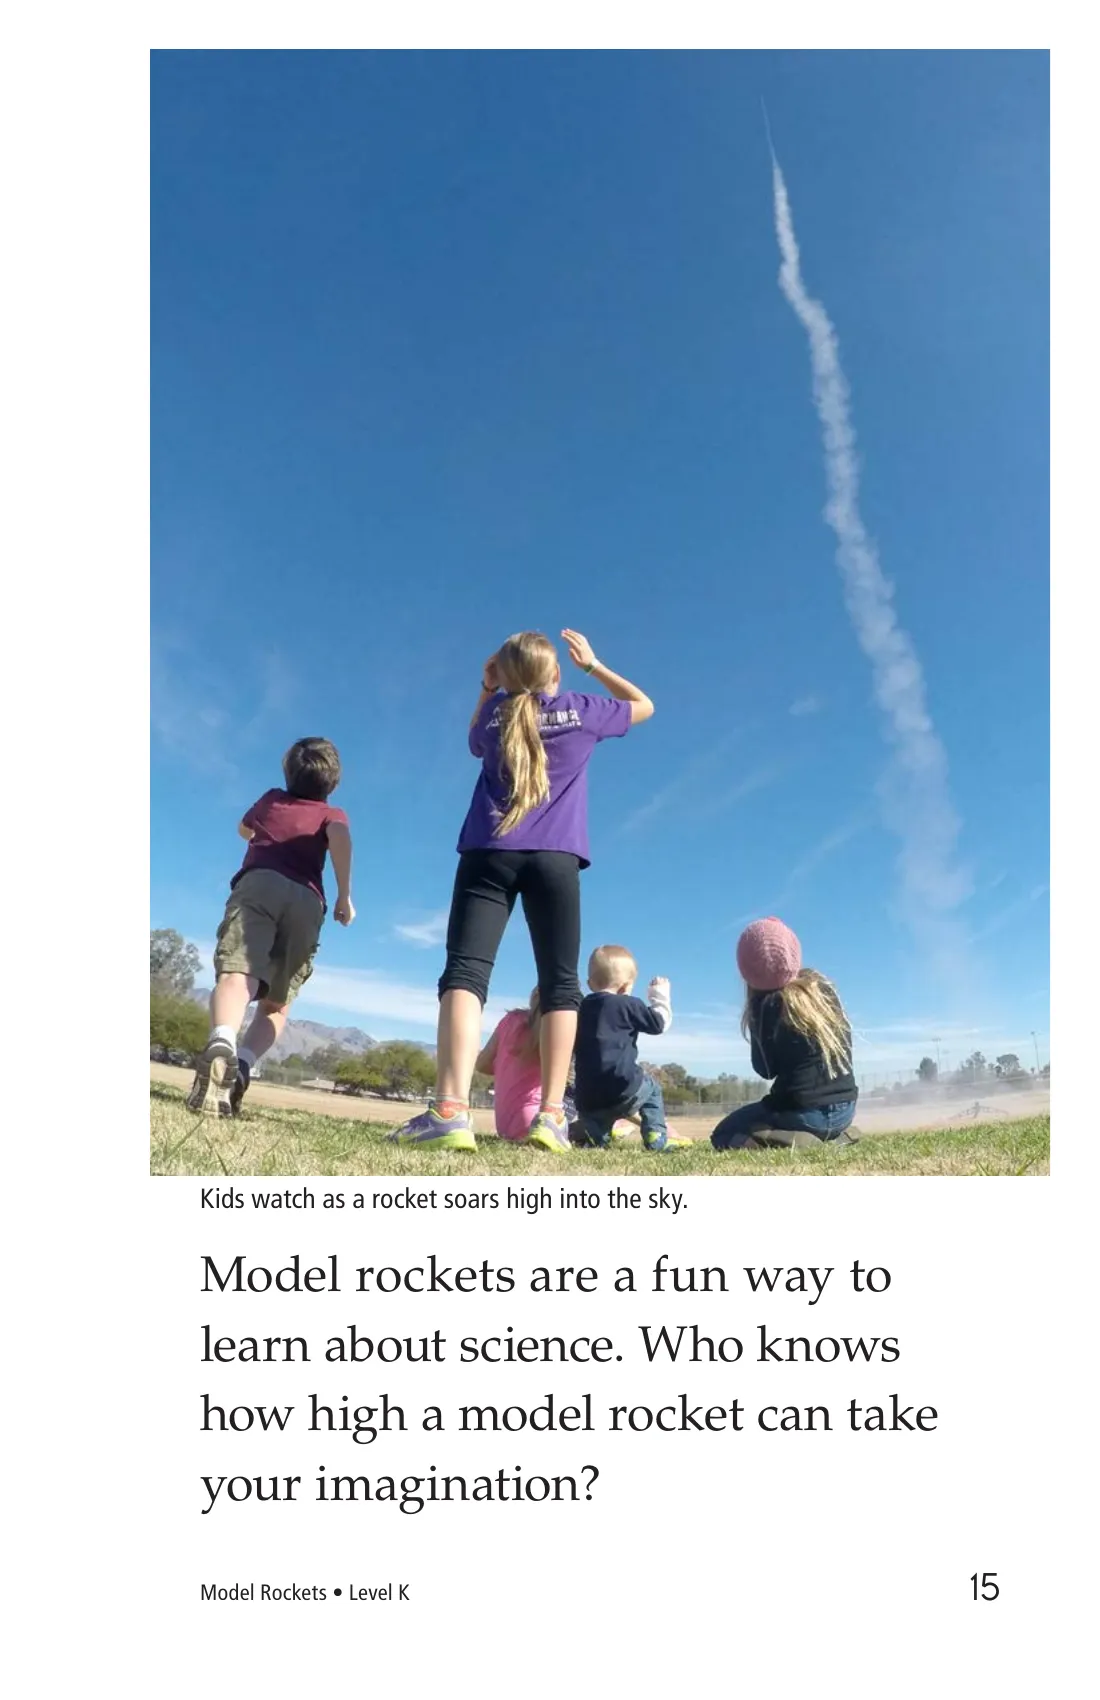 Kids watch as a rocket soars high into the sky.
Model rockets are a fun way to
learn about science. Who knows
how high a model rocket can take
your imagination?
Model Rockets • Level K
15